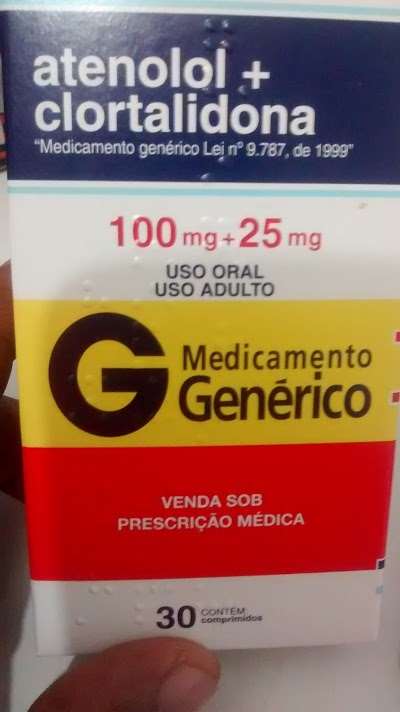 atenolol +
clortalidona
"Medicamento genérico Lei nº 9.787, de 1999"
100 mg + 25 mg
USO ORAL
USO ADULTO
G Medicamento
Genérico
VENDA SOB
PRESCRIÇÃO MÉDICA
30 CONTÉM
comprimidos